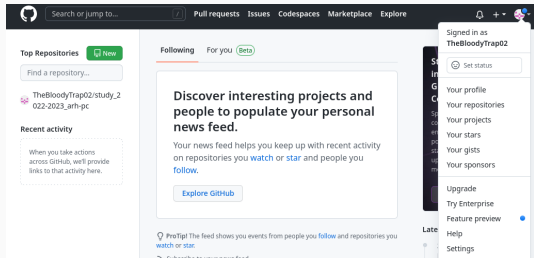 Search or jump to... /
Pull requests Issues Codespaces Marketplace Explore
Top Repositories
New
Find a repository...
TheBloodyTrap02/study_2
022-2023_arh-pc
Recent activity
When you take actions
across GitHub, we'll provide
links to that activity here.
Following For you Beta
Discover interesting projects and
people to populate your personal
news feed.
Your news feed helps you keep up with recent activity
on repositories you watch or star and people you
follow.
Explore GitHub
ProTip! The feed shows you events from people you follow and repositories you
watch or star.
Late
Signed in as
TheBloodyTrap02
Set status
Your profile
Your repositories
Your projects
Your stars
Your gists
Your sponsors
Upgrade
Try Enterprise
Feature preview
Help
Settings